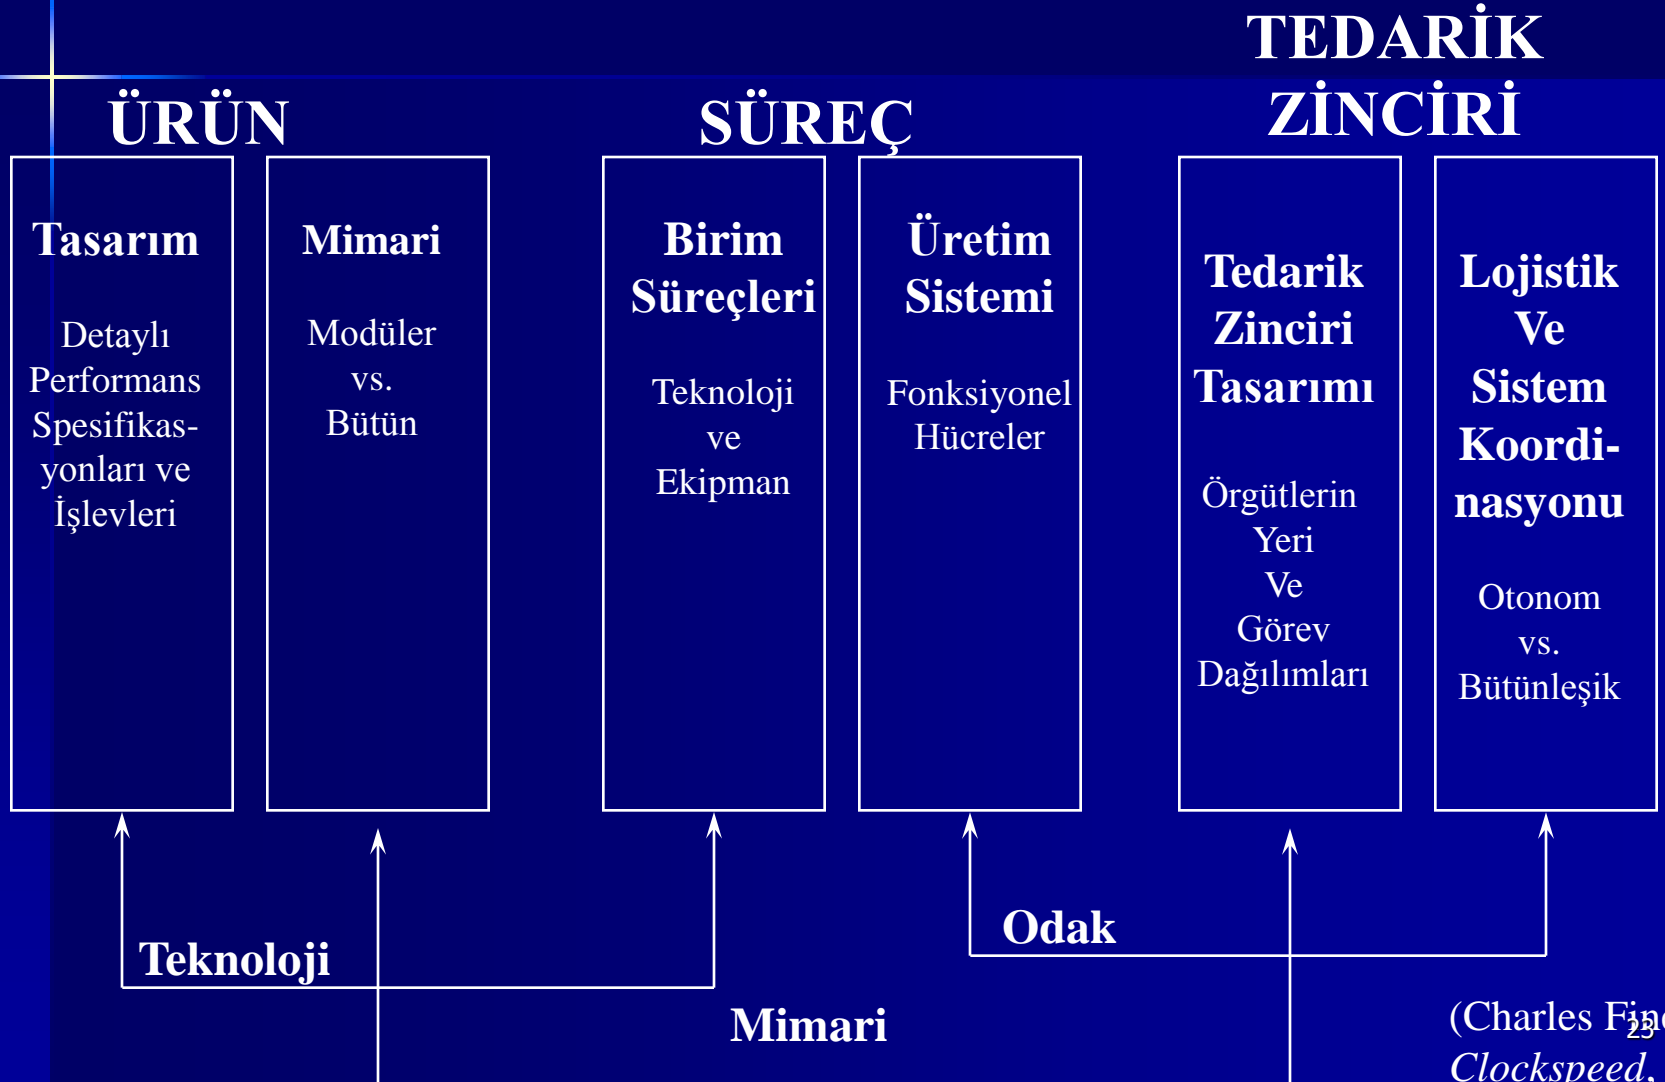 TEDARİK
ZİNCİRİ
ÜRÜN
SÜREÇ
Tasarım
Detaylı
Performans
Spesifikas-
yonları ve
İşlevleri
Mimari
Modüler
vs.
Bütün
Birim
Süreçleri
Teknoloji
ve
Ekipman
Üretim
Sistemi
Fonksiyonel
Hücreler
Tedarik
Zinciri
Tasarımı
Örgütlerin
Yeri
Ve
Görev
Dağılımları
Lojistik
Ve
Sistem
Koordi-
nasyonu
Otonom
vs.
Bütünleşik
Teknoloji
Odak
Mimari
(Charles
23
Clockspeed,